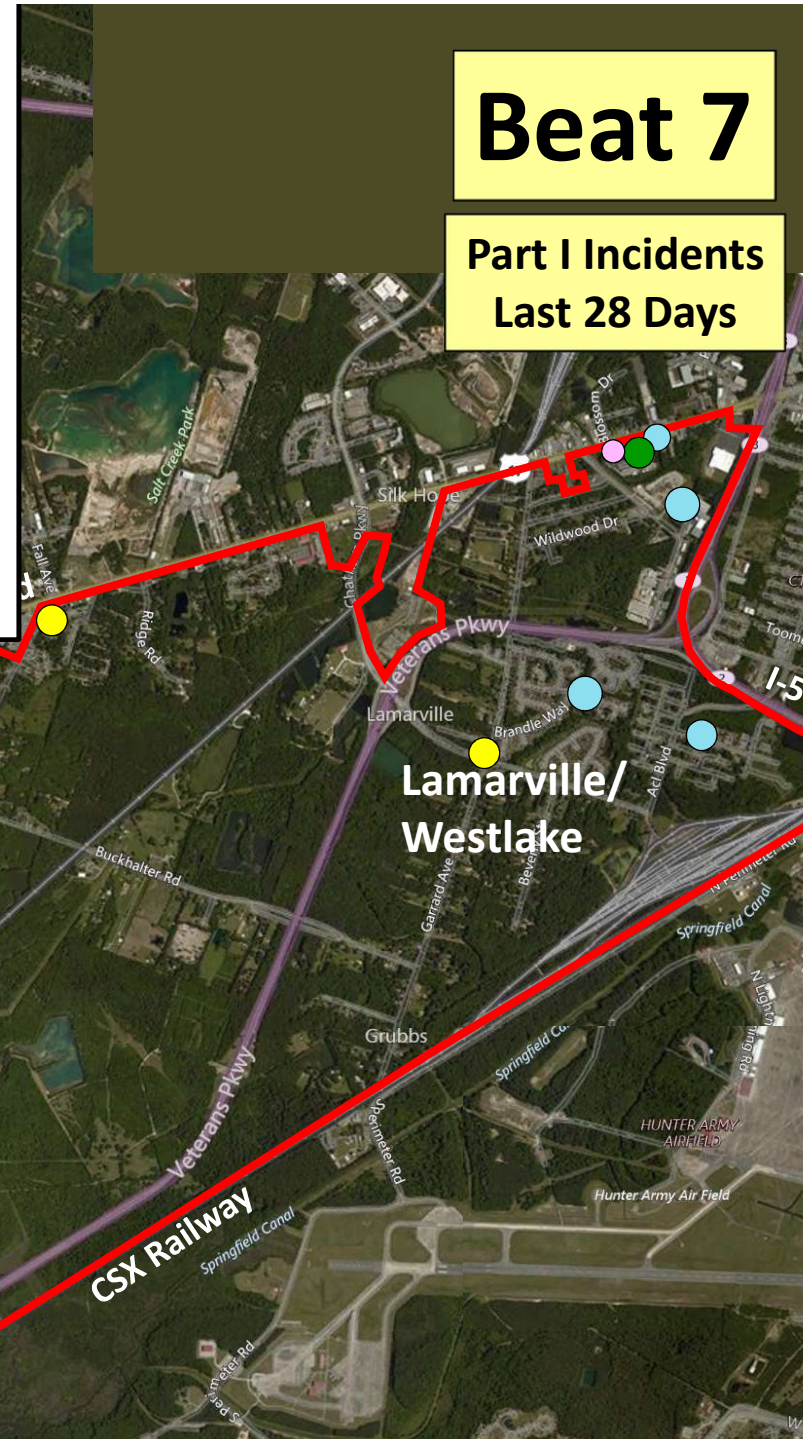 Beat 7
Part I Incidents
Last 28 Days
Salt Creek Park
Blossom Dr
Silk Hope
Wildwood Dr
Fall Ave
Ridge Rd
Veterans Pkwy
Lamarville
Brandle Way
I-5
Acl Blvd
Lamarville/
Westlake
Buckhalter Rd
Garrard Ave
N Perimeter Rd
Springfield Canal
Grubbs
Springfield
Veterans Pkwy
S Perimeter Rd
HUNTER ARMY
AIRFIELD
Hunter Army Air Field
CSX Railway
Springfield Canal
S Perimeter Rd